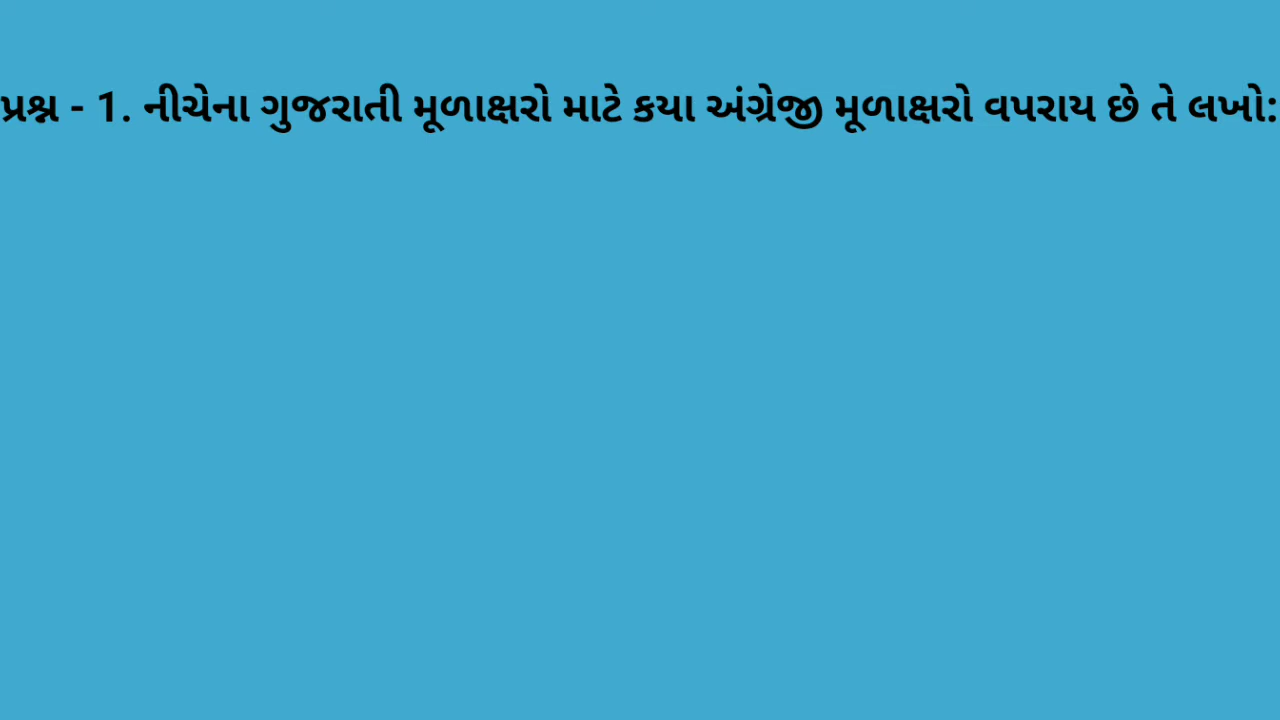 પ્રશ્ન - 1. નીચેના ગુજરાતી મૂળાક્ષરો માટે કયા અંગ્રેજી મૂળાક્ષરો વપરાય છે તે લખો: